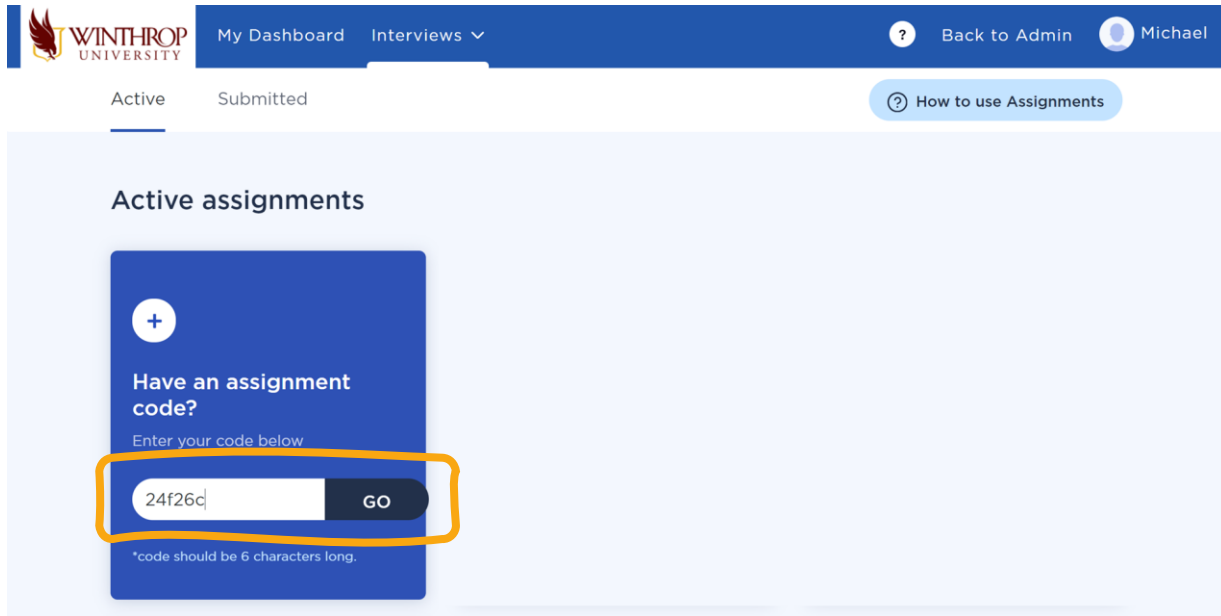 WINTHROP
UNIVERSITY
My Dashboard Interviews
? Back to Admin Michael
Active Submitted
? How to use Assignments
Active assignments
+
Have an assignment
code?
Enter your code below
24f26c GO
*code should be 6 characters long.